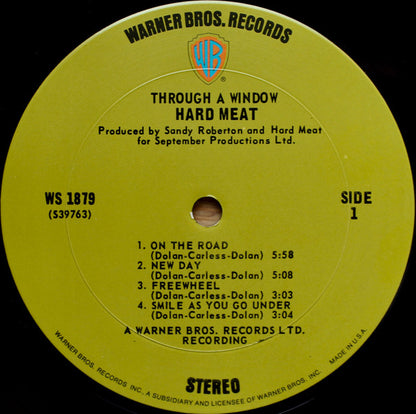 WARNER BROS. RECORDS
WB
®
THROUGH A WINDOW
HARD MEAT
Produced by Sandy Roberton and Hard Meat
for September Productions Ltd.
WS 1879
(S39763)
SIDE
1
1. ON THE ROAD
(Dolan-Carless-Dolan) 5:58
2. NEW DAY
(Dolan-Carless-Dolan) 5:08
3. FREEWHEEL
(Dolan-Carless-Dolan) 3:03
4. SMILE AS YOU GO UNDER
(Dolan-Carless-Dolan) 3:04
A WARNER BROS. RECORDS LTD.
RECORDING
STEREO
WARNER BROS. RECORDS INC., A SUBSIDIARY AND LICENSEE OF WARNER BROS. INC.
MADE IN U.S.A.